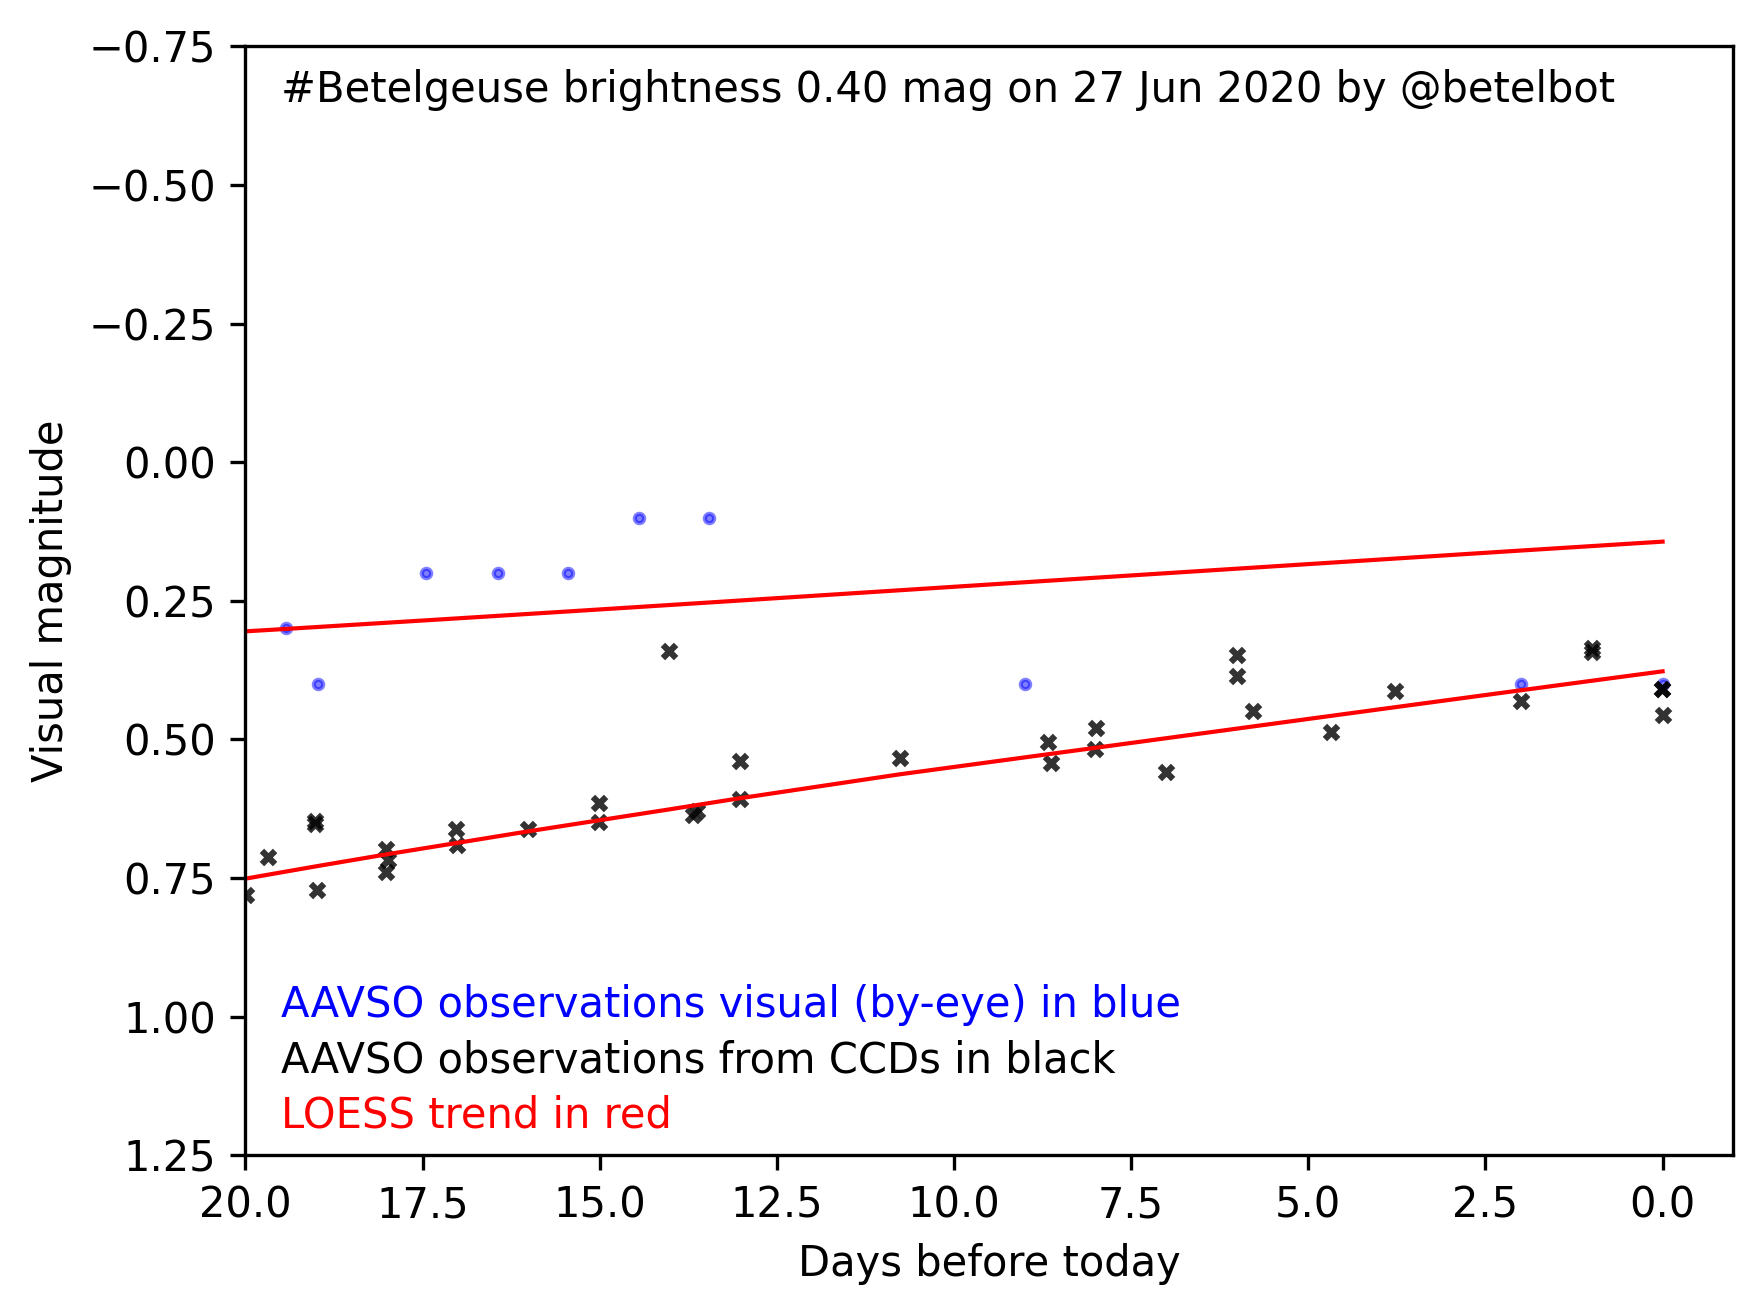 #Betelgeuse brightness 0.40 mag on 27 Jun 2020 by @betelbot
−0.75
−0.50
−0.25
0.00
0.25
0.50
0.75
1.00
1.25
Visual magnitude
AAVSO observations visual (by-eye) in blue
AAVSO observations from CCDs in black
LOESS trend in red
20.0 17.5 15.0 12.5 10.0 7.5 5.0 2.5 0.0
Days before today